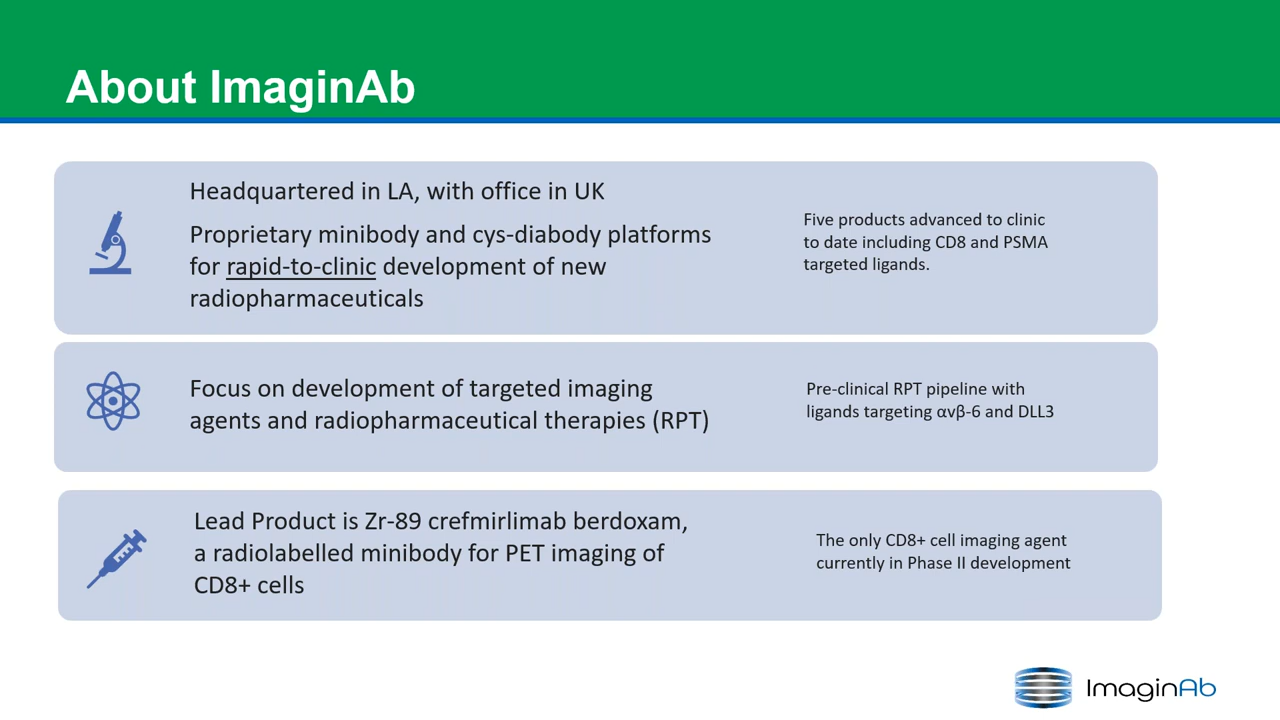 About ImaginAb
Headquartered in LA, with office in UK
Proprietary minibody and cys-diabody platforms
for rapid-to-clinic development of new
radiopharmaceuticals
Five products advanced to clinic
to date including CD8 and PSMA
targeted ligands.
Focus on development of targeted imaging
agents and radiopharmaceutical therapies (RPT)
Pre-clinical RPT pipeline with
ligands targeting αvβ-6 and DLL3
Lead Product is Zr-89 crefmirlimab berdoxam,
a radiolabelled minibody for PET imaging of
CD8+ cells
The only CD8+ cell imaging agent
currently in Phase II development
ImaginAb